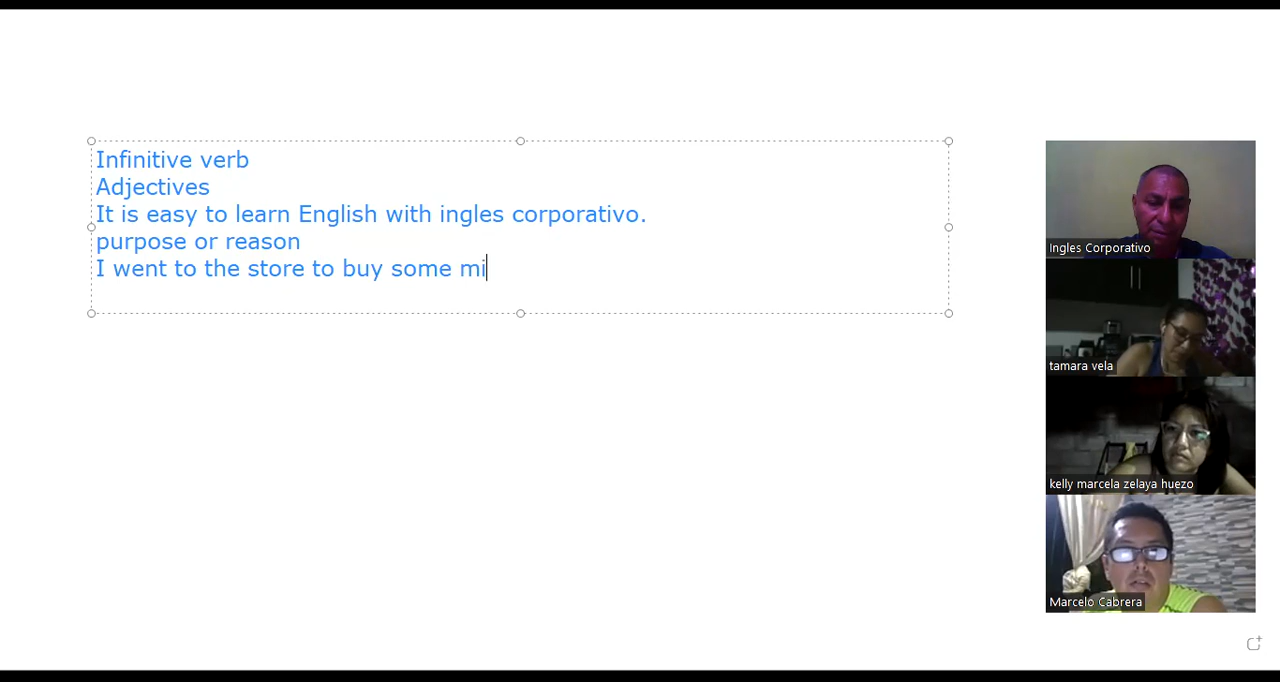 Infinitive verb
Adjectives
It is easy to learn English with ingles corporativo.
purpose or reason
I went to the store to buy some mi
Ingles Corporativo
tamara vela
kelly marcela zelaya huezo
Marcelo Cabrera